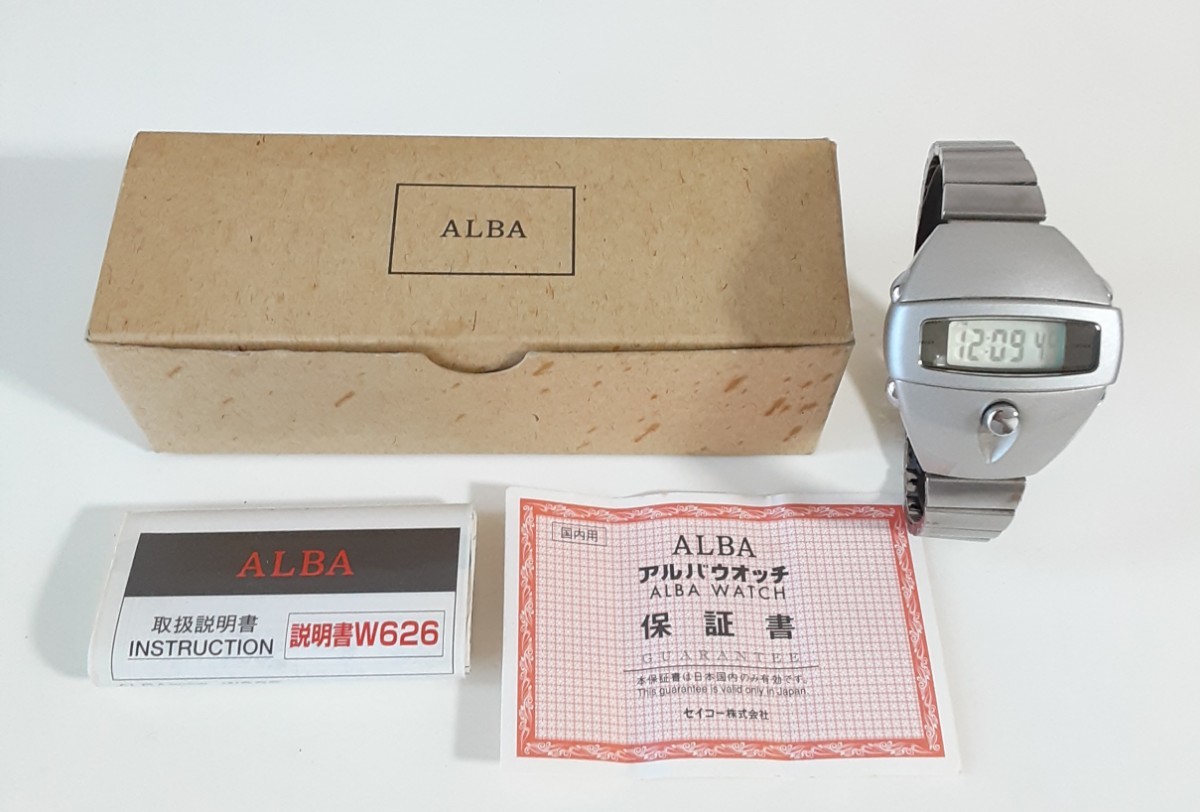 ALBA
12:09 4
ALBA
取扱説明書
INSTRUCTION
説明書W626
国内用
ALBA
アルバウオッチ
ALBA WATCH
保証書
GUARANTEE
本保証書は日本国内のみ有効です。
This guarantee is valid only in Japan.
セイコー株式会社